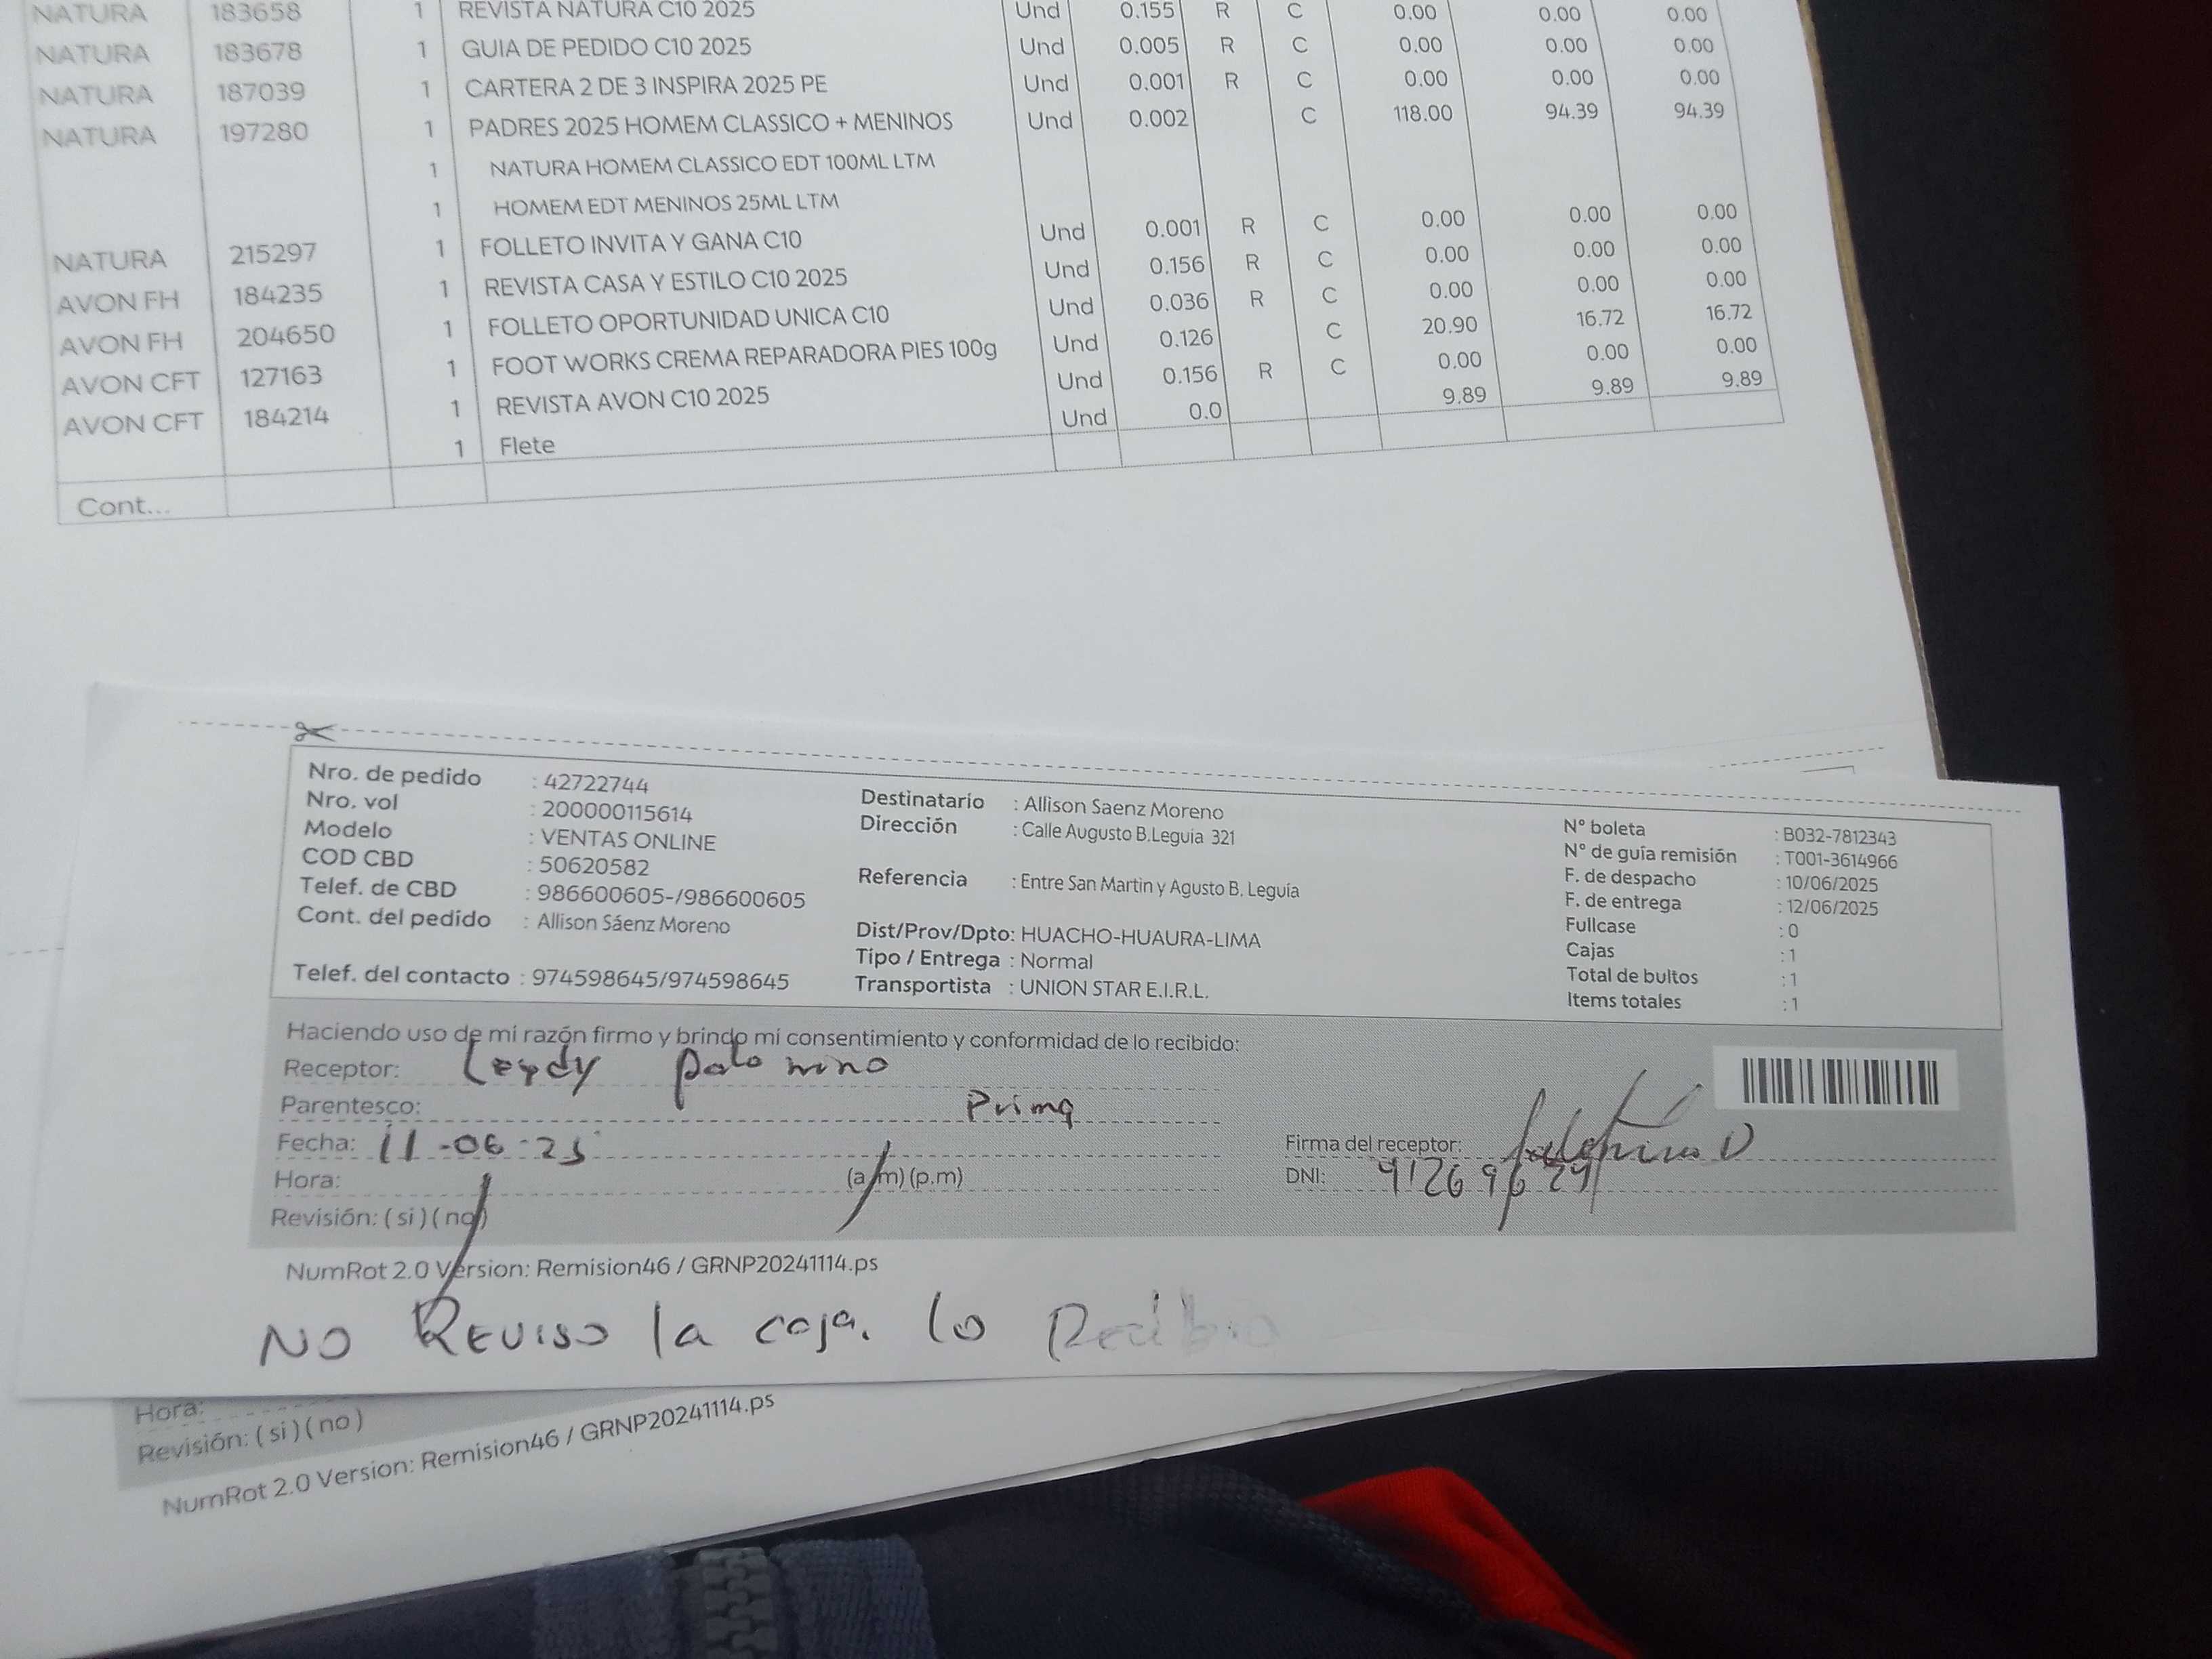 NATURA 183658 1 REVISTA NATURA C10 2025 Und 0.155 R C 0.00 0.00 0.00
NATURA 183678 1 GUIA DE PEDIDO C10 2025 Und 0.005 R C 0.00 0.00 0.00
NATURA 187039 1 CARTERA 2 DE 3 INSPIRA 2025 PE Und 0.001 R C 0.00 0.00 0.00
NATURA 197280 1 PADRES 2025 HOMEM CLASSICO + MENINOS Und 0.002 C 118.00 94.39 94.39
1 NATURA HOMEM CLASSICO EDT 100ML LTM
1 HOMEM EDT MENINOS 25ML LTM
NATURA 215297 1 FOLLETO INVITA Y GANA C10 Und 0.001 R C 0.00 0.00 0.00
AVON FH 184235 1 REVISTA CASA Y ESTILO C10 2025 Und 0.156 R C 0.00 0.00 0.00
AVON FH 204650 1 FOLLETO OPORTUNIDAD UNICA C10 Und 0.036 R C 0.00 0.00 0.00
AVON CFT 127163 1 FOOT WORKS CREMA REPARADORA PIES 100g Und 0.126 C 20.90 16.72 16.72
AVON CFT 184214 1 REVISTA AVON C10 2025 Und 0.156 R C 0.00 0.00 0.00
1 Flete Und 0.0 9.89 9.89 9.89
Cont...
Nro. de pedido : 42722744
Nro. vol : 200000115614
Modelo : VENTAS ONLINE
COD CBD : 50620582
Telef. de CBD : 986600605-/986600605
Cont. del pedido : Allison Sáenz Moreno
Telef. del contacto : 974598645/974598645
Destinatario : Allison Saenz Moreno
Dirección : Calle Augusto B.Leguia 321
Referencia : Entre San Martin y Agusto B. Leguía
Dist/Prov/Dpto: HUACHO-HUAURA-LIMA
Tipo / Entrega : Normal
Transportista : UNION STAR E.I.R.L.
N° boleta : B032-7812343
N° de guía remisión : T001-3614966
F. de despacho : 10/06/2025
F. de entrega : 12/06/2025
Fullcase : 0
Cajas : 1
Total de bultos : 1
Items totales : 1
Haciendo uso de mi razón firmo y brindo mi consentimiento y conformidad de lo recibido:
Receptor: Leydy palomino
Parentesco: Prima
Fecha: 11-06-25
Hora: (a.m) (p.m)
Revisión: ( si ) ( no )
Firma del receptor:
DNI:
NumRot 2.0 Version: Remision46 / GRNP20241114.ps
NO REVISO la caja. lo Recibio
Hora:
Revisión: ( si ) ( no )
NumRot 2.0 Version: Remision46 / GRNP20241114.ps